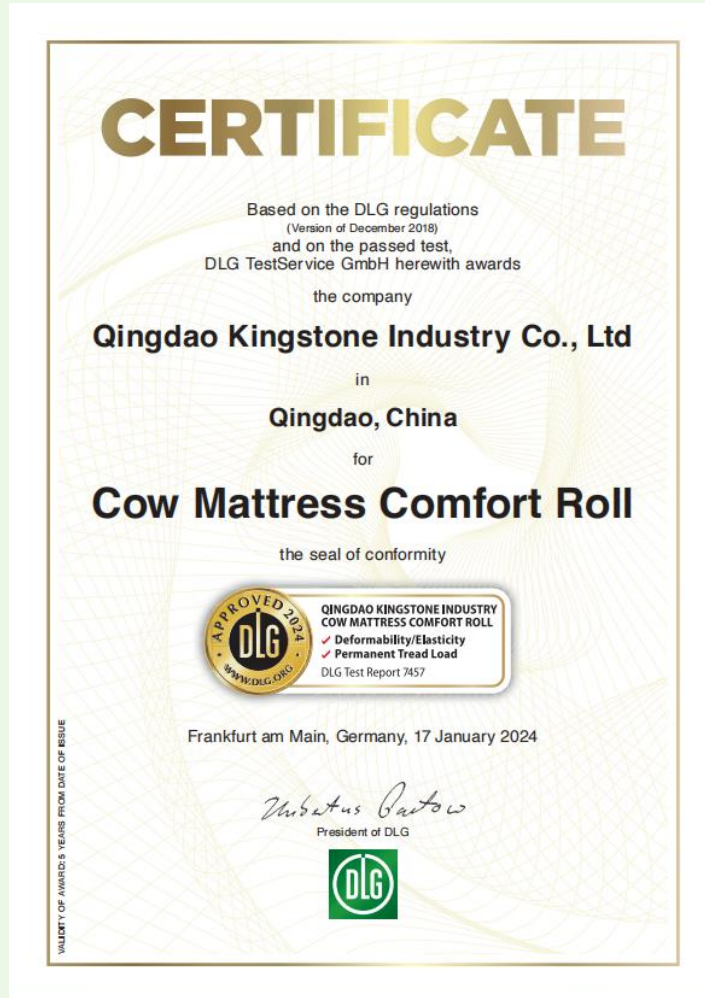 CERTIFICATE
Based on the DLG regulations
(Version of December 2018)
and on the passed test,
DLG TestService GmbH herewith awards
the company
Qingdao Kingstone Industry Co., Ltd
in
Qingdao, China
for
Cow Mattress Comfort Roll
the seal of conformity
APPROVED 2024
DLG
WWW.DLG.ORG
QINGDAO KINGSTONE INDUSTRY
COW MATTRESS COMFORT ROLL
✓ Deformability/Elasticity
✓ Permanent Tread Load
DLG Test Report 7457
Frankfurt am Main, Germany, 17 January 2024
Hubertus Paetow
President of DLG
DLG
VALIDITY OF AWARD: 5 YEARS FROM DATE OF ISSUE